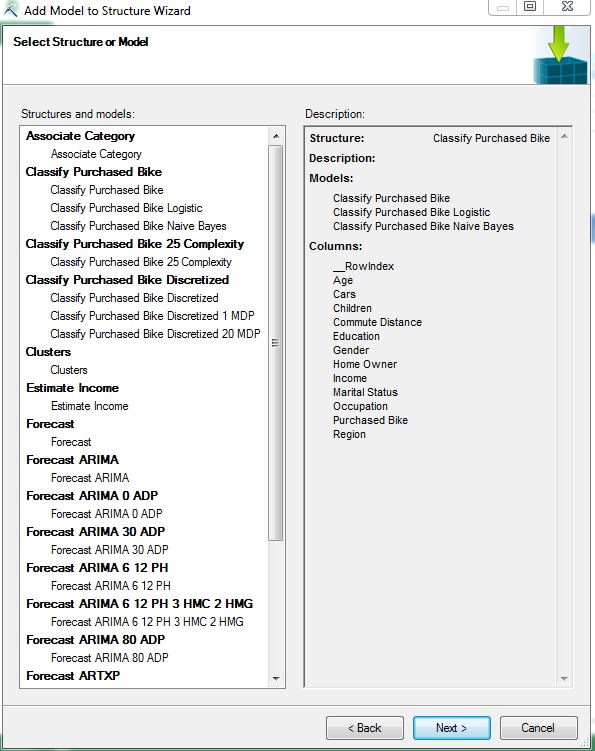 Add Model to Structure Wizard
Select Structure or Model
Structures and models:
Associate Category
Associate Category
Classify Purchased Bike
Classify Purchased Bike
Classify Purchased Bike Logistic
Classify Purchased Bike Naive Bayes
Classify Purchased Bike 25 Complexity
Classify Purchased Bike 25 Complexity
Classify Purchased Bike Discretized
Classify Purchased Bike Discretized
Classify Purchased Bike Discretized 1 MDP
Classify Purchased Bike Discretized 20 MDP
Clusters
Clusters
Estimate Income
Estimate Income
Forecast
Forecast
Forecast ARIMA
Forecast ARIMA
Forecast ARIMA 0 ADP
Forecast ARIMA 0 ADP
Forecast ARIMA 30 ADP
Forecast ARIMA 30 ADP
Forecast ARIMA 6 12 PH
Forecast ARIMA 6 12 PH
Forecast ARIMA 6 12 PH 3 HMC 2 HMG
Forecast ARIMA 6 12 PH 3 HMC 2 HMG
Forecast ARIMA 80 ADP
Forecast ARIMA 80 ADP
Forecast ARTXP
Description:
Structure: Classify Purchased Bike
Description:
Models:
Classify Purchased Bike
Classify Purchased Bike Logistic
Classify Purchased Bike Naive Bayes
Columns:
__RowIndex
Age
Cars
Children
Commute Distance
Education
Gender
Home Owner
Income
Marital Status
Occupation
Purchased Bike
Region
< Back Next > Cancel